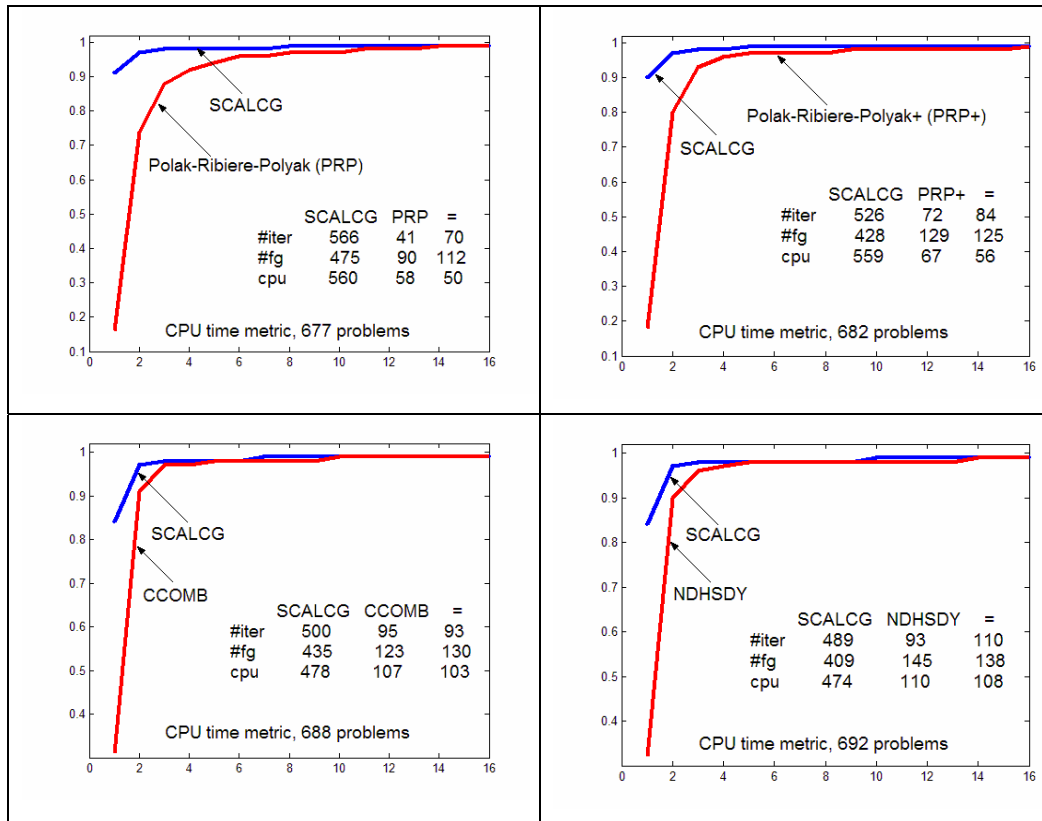 1
0.9
0.8
0.7
0.6
0.5
0.4
0.3
0.2
0.1
0 2 4 6 8 10 12 14 16
SCALCG
Polak-Ribiere-Polyak (PRP)
SCALCG PRP =
#iter 566 41 70
#fg 475 90 112
cpu 560 58 50
CPU time metric, 677 problems
1
0.9
0.8
0.7
0.6
0.5
0.4
0.3
0.2
0.1
0 2 4 6 8 10 12 14 16
Polak-Ribiere-Polyak+ (PRP+)
SCALCG
SCALCG PRP+ =
#iter 526 72 84
#fg 428 129 125
cpu 559 67 56
CPU time metric, 682 problems
1
0.9
0.8
0.7
0.6
0.5
0.4
0 2 4 6 8 10 12 14 16
SCALCG
CCOMB
SCALCG CCOMB =
#iter 500 95 93
#fg 435 123 130
cpu 478 107 103
CPU time metric, 688 problems
1
0.9
0.8
0.7
0.6
0.5
0.4
0 2 4 6 8 10 12 14 16
SCALCG
NDHSDY
SCALCG NDHSDY =
#iter 489 93 110
#fg 409 145 138
cpu 474 110 108
CPU time metric, 692 problems